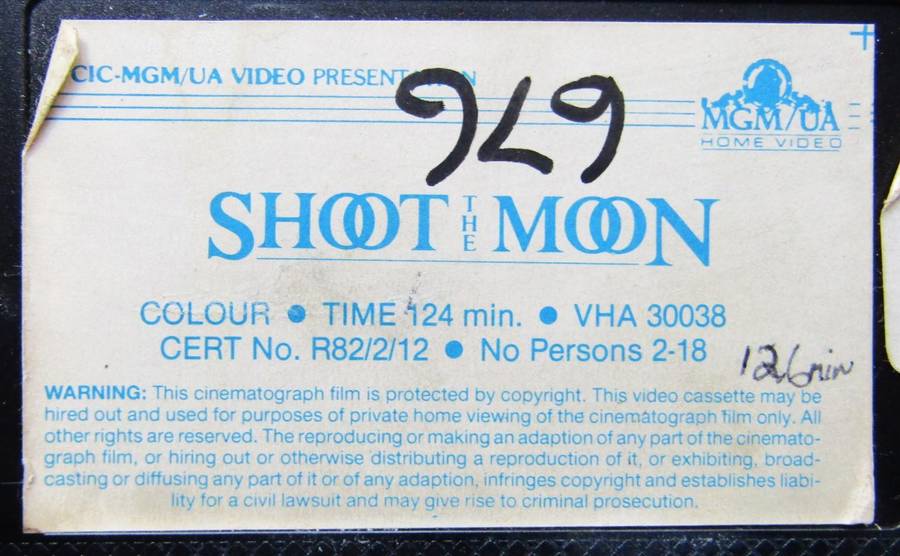 CIC-MGM/UA VIDEO PRESENTATION
MGM/UA
HOME VIDEO
SHOOT THE MOON
COLOUR ● TIME 124 min. ● VHA 30038
CERT No. R82/2/12 ● No Persons 2-18
126min
WARNING: This cinematograph film is protected by copyright. This video cassette may be
hired out and used for purposes of private home viewing of the cinematograph film only. All
other rights are reserved. The reproducing or making an adaption of any part of the cinemato-
graph film, or hiring out or otherwise distributing a reproduction of it, or exhibiting, broad-
casting or diffusing any part of it or of any adaption, infringes copyright and establishes liabi-
lity for a civil lawsuit and may give rise to criminal prosecution.